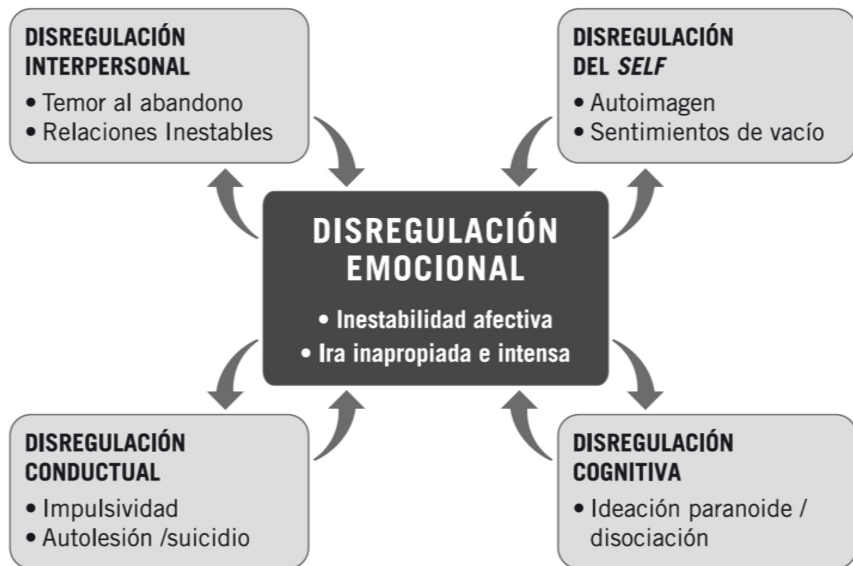 DISREGULACIÓN
INTERPERSONAL
• Temor al abandono
• Relaciones Inestables
DISREGULACIÓN
DEL SELF
• Autoimagen
• Sentimientos de vacío
DISREGULACIÓN
EMOCIONAL
• Inestabilidad afectiva
• Ira inapropiada e intensa
DISREGULACIÓN
CONDUCTUAL
• Impulsividad
• Autolesión /suicidio
DISREGULACIÓN
COGNITIVA
• Ideación paranoide /
disociación